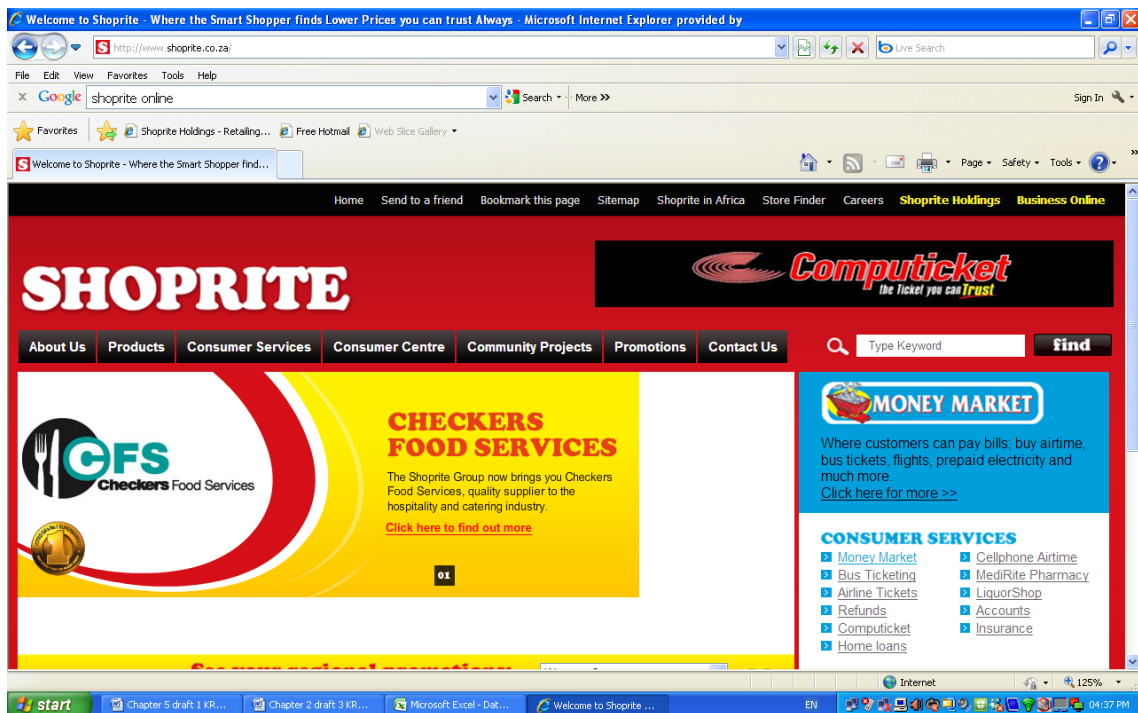 Welcome to Shoprite - Where the Smart Shopper finds Lower Prices you can trust Always - Microsoft Internet Explorer provided by
http://www.shoprite.co.za/
Live Search
File Edit View Favorites Tools Help
x Google shoprite online Search More >> Sign In
Favorites Shoprite Holdings - Retailing... Free Hotmail Web Slice Gallery
Welcome to Shoprite - Where the Smart Shopper find... Page Safety Tools
Home Send to a friend Bookmark this page Sitemap Shoprite in Africa Store Finder Careers Shoprite Holdings Business Online
SHOPRITE
Computicket
the Ticket you can Trust
About Us Products Consumer Services Consumer Centre Community Projects Promotions Contact Us Type Keyword find
CFS
Checkers Food Services
CHECKERS
FOOD SERVICES
The Shoprite Group now brings you Checkers
Food Services, quality supplier to the
hospitality and catering industry.
Click here to find out more
01
MONEY MARKET
Where customers can pay bills; buy airtime,
bus tickets, flights, prepaid electricity and
much more.
Click here for more >>
CONSUMER SERVICES
Money Market Cellphone Airtime
Bus Ticketing MediRite Pharmacy
Airline Tickets LiquorShop
Refunds Accounts
Computicket Insurance
Home loans
See your regional promotions:
Internet 125%
start Chapter 5 draft 1 KR... Chapter 2 draft 3 KR... Microsoft Excel - Dat... Welcome to Shoprite ... EN 04:37 PM